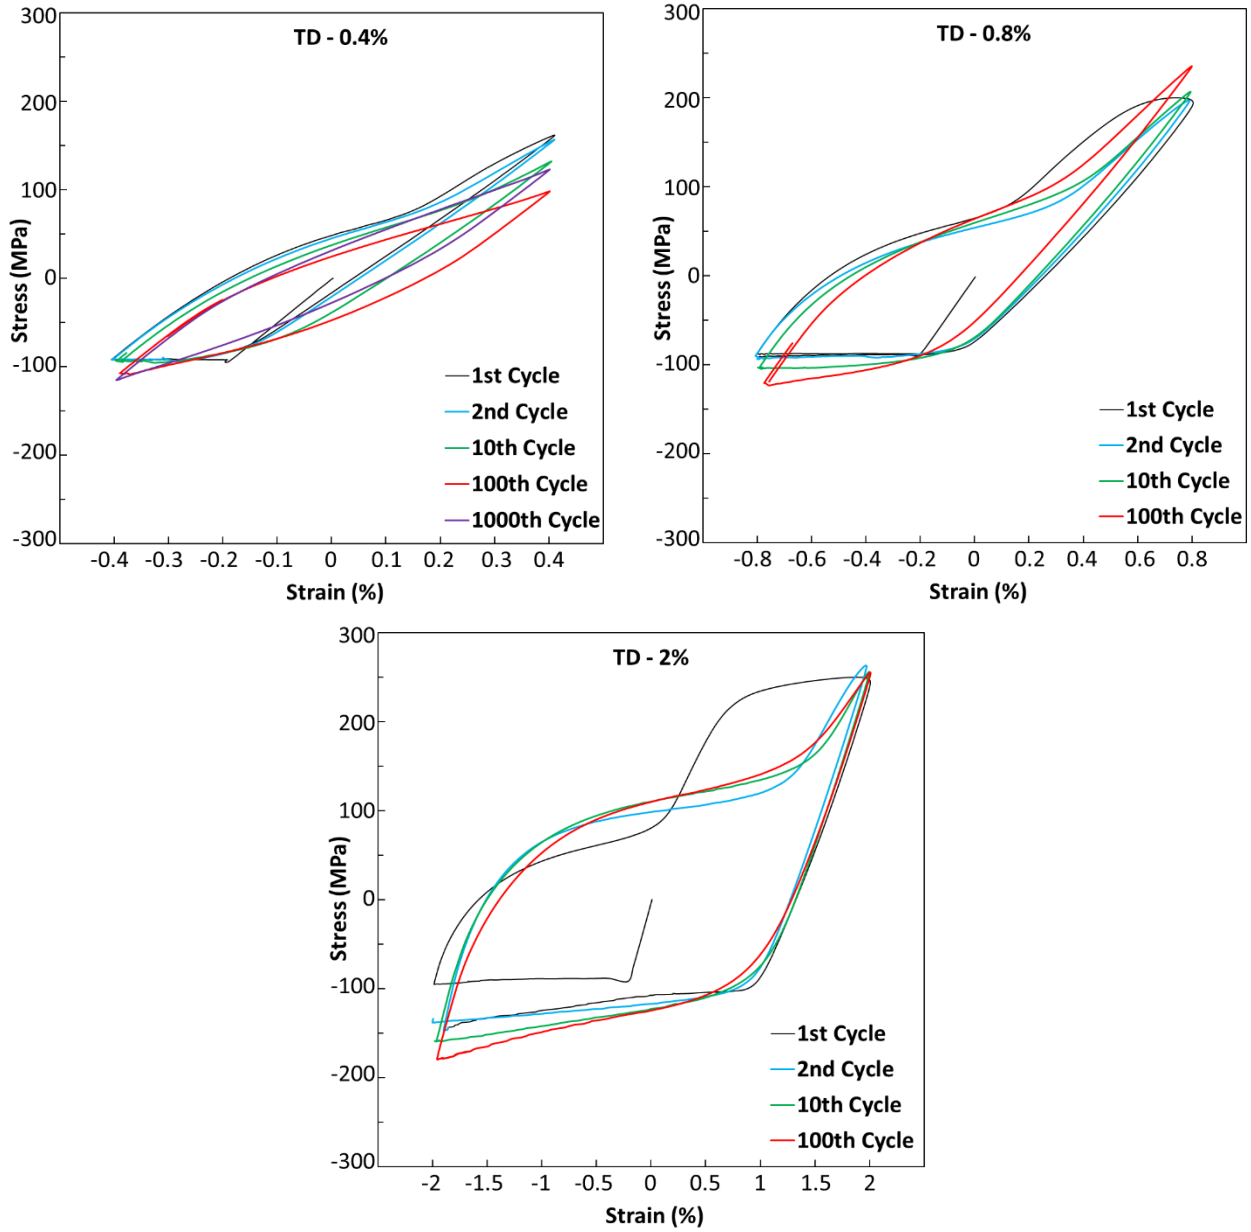 TD - 0.4%
300
200
100
0
-100
-200
-300
Stress (MPa)
-0.4 -0.3 -0.2 -0.1 0 0.1 0.2 0.3 0.4
Strain (%)
1st Cycle
2nd Cycle
10th Cycle
100th Cycle
1000th Cycle
TD - 0.8%
300
200
100
0
-100
-200
-300
Stress (MPa)
-0.8 -0.6 -0.4 -0.2 0 0.2 0.4 0.6 0.8
Strain (%)
1st Cycle
2nd Cycle
10th Cycle
100th Cycle
TD - 2%
300
200
100
0
-100
-200
-300
Stress (MPa)
-2 -1.5 -1 -0.5 0 0.5 1 1.5 2
Strain (%)
1st Cycle
2nd Cycle
10th Cycle
100th Cycle